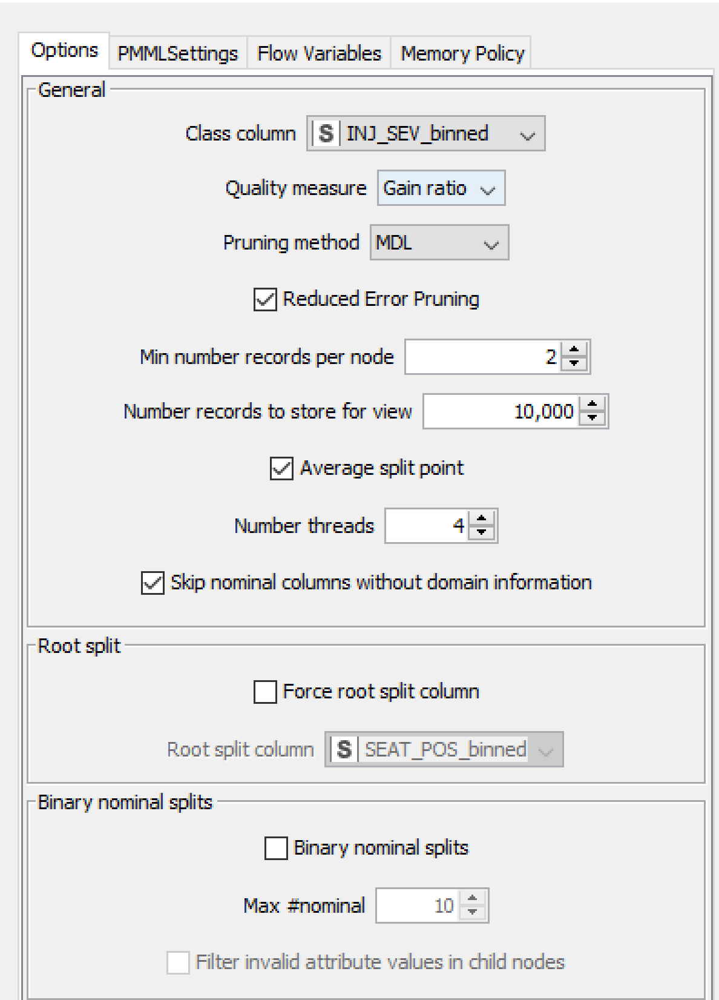 Options PMMLSettings Flow Variables Memory Policy
General
Class column S INJ_SEV_binned
Quality measure Gain ratio
Pruning method MDL
Reduced Error Pruning
Min number records per node 2
Number records to store for view 10,000
Average split point
Number threads 4
Skip nominal columns without domain information
Root split
Force root split column
Root split column S SEAT_POS_binned
Binary nominal splits
Binary nominal splits
Max #nominal 10
Filter invalid attribute values in child nodes